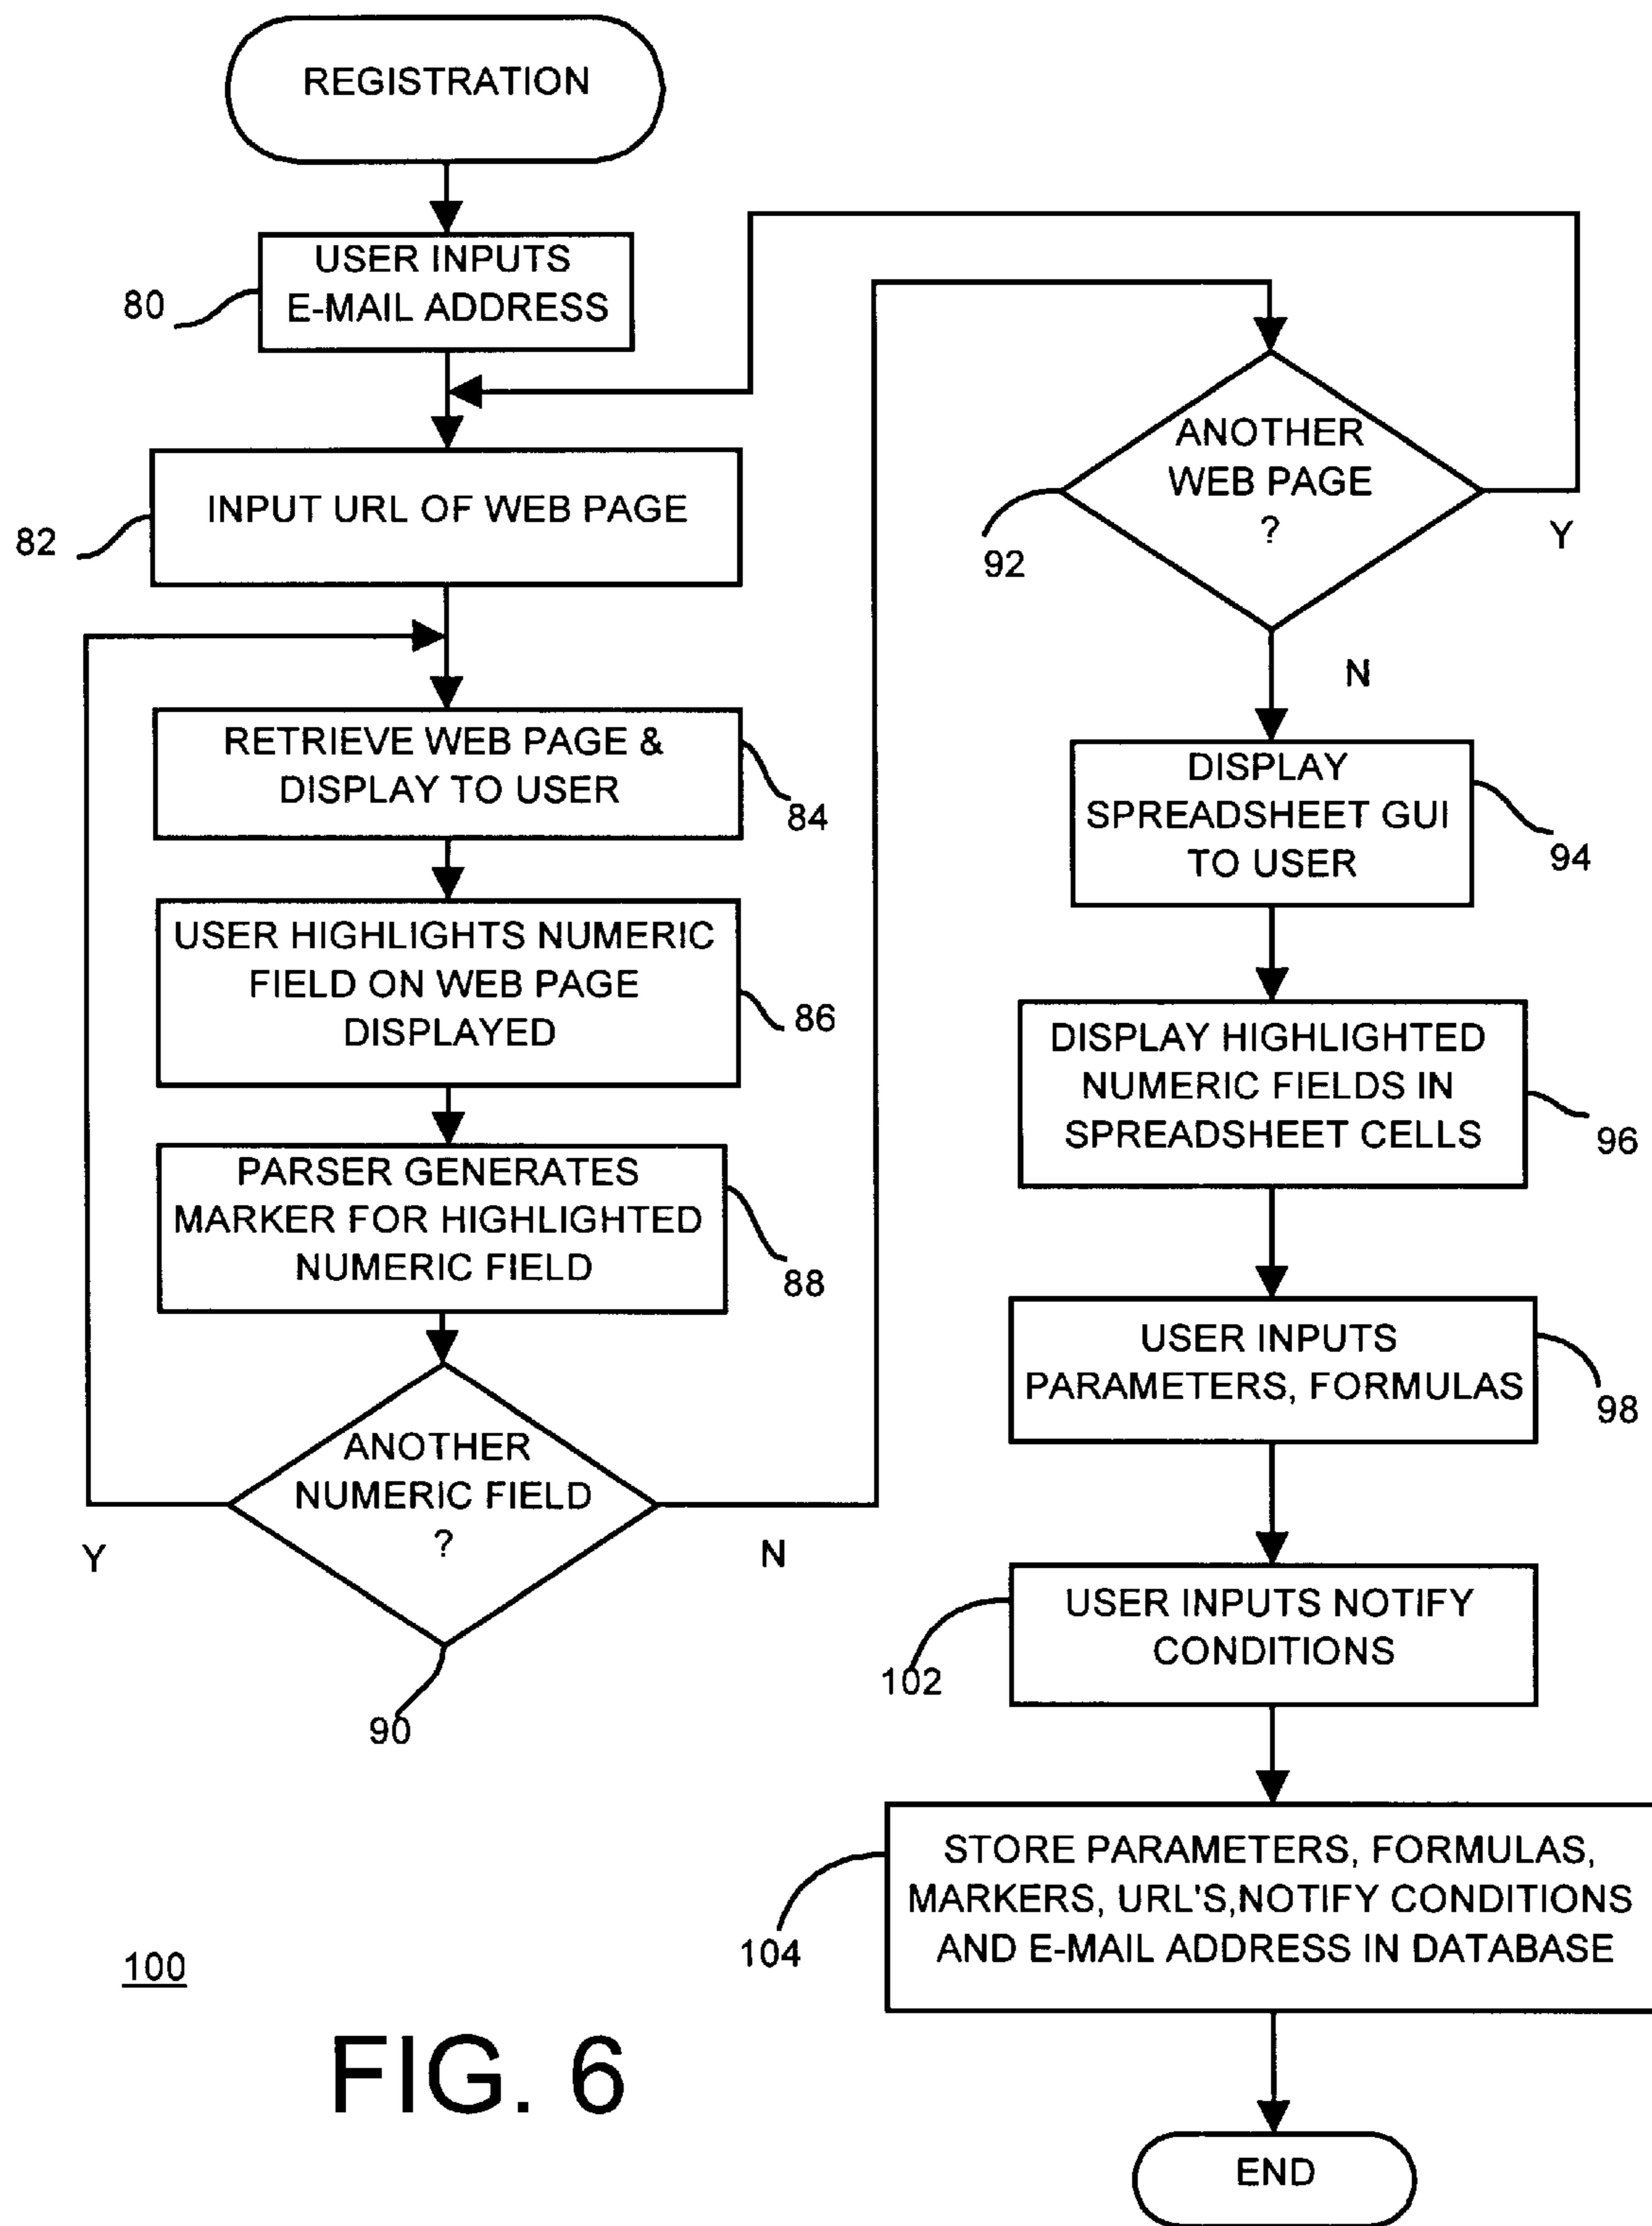 REGISTRATION
USER INPUTS
E-MAIL ADDRESS
80
INPUT URL OF WEB PAGE
82
RETRIEVE WEB PAGE &
DISPLAY TO USER
84
USER HIGHLIGHTS NUMERIC
FIELD ON WEB PAGE
DISPLAYED
86
PARSER GENERATES
MARKER FOR HIGHLIGHTED
NUMERIC FIELD
88
ANOTHER
NUMERIC FIELD
?
Y
N
90
ANOTHER
WEB PAGE
?
92
Y
N
DISPLAY
SPREADSHEET GUI
TO USER
94
DISPLAY HIGHLIGHTED
NUMERIC FIELDS IN
SPREADSHEET CELLS
96
USER INPUTS
PARAMETERS, FORMULAS
98
USER INPUTS NOTIFY
CONDITIONS
102
STORE PARAMETERS, FORMULAS,
MARKERS, URL'S,NOTIFY CONDITIONS
AND E-MAIL ADDRESS IN DATABASE
104
END
100
FIG. 6